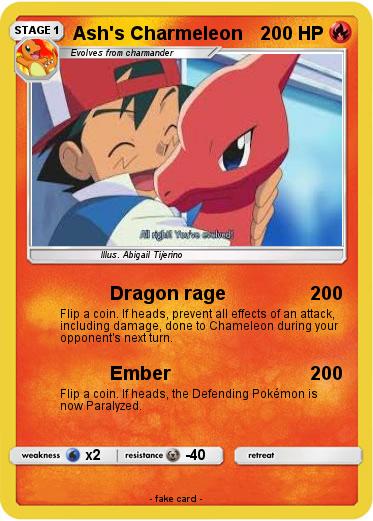 STAGE 1
Ash's Charmeleon 200 HP
Evolves from charmander
All right! You've evolved!
Illus. Abigail Tijerino
Dragon rage 200
Flip a coin. If heads, prevent all effects of an attack,
including damage, done to Chameleon during your
opponent's next turn.
Ember 200
Flip a coin. If heads, the Defending Pokémon is
now Paralyzed.
weakness x2 resistance -40 retreat
- fake card -